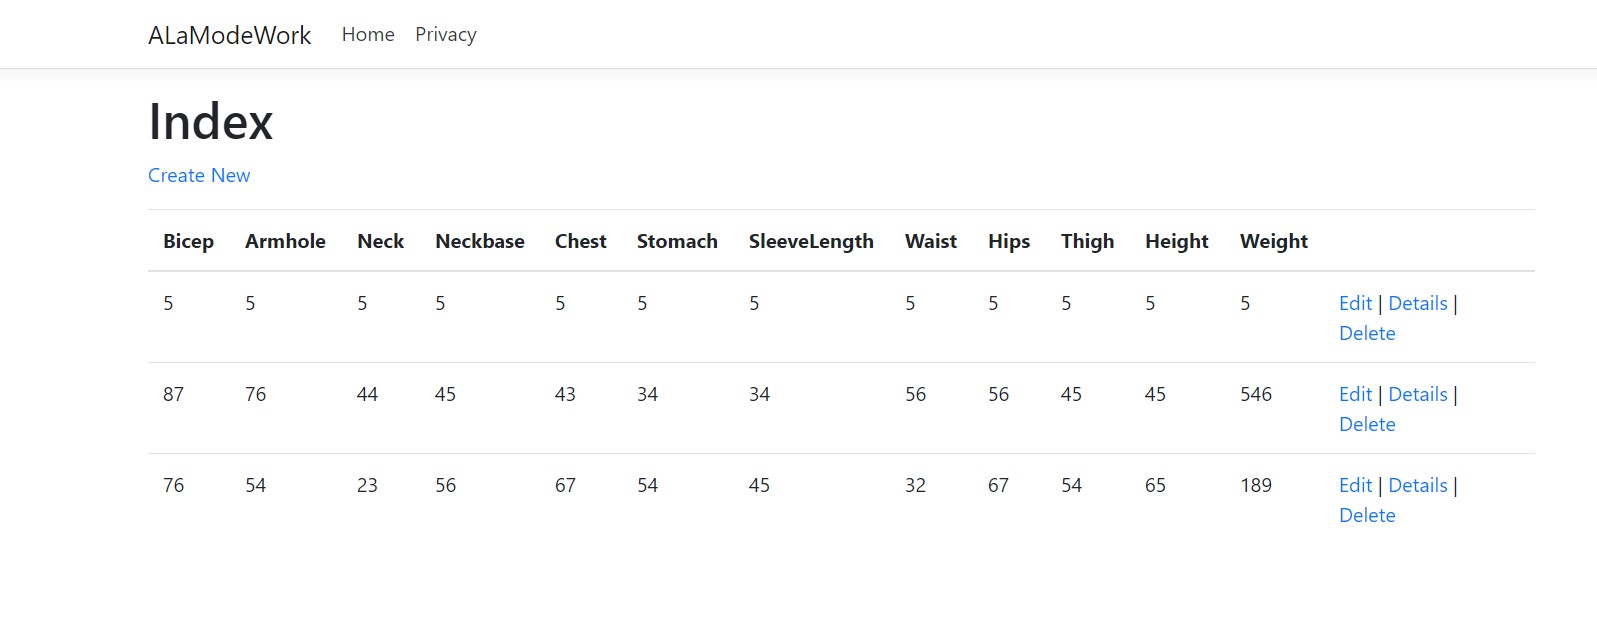 ALaModeWork Home Privacy
Index
Create New
Bicep Armhole Neck Neckbase Chest Stomach SleeveLength Waist Hips Thigh Height Weight
5 5 5 5 5 5 5 5 5 5 5 5 Edit | Details |
Delete
87 76 44 45 43 34 34 56 56 45 45 546 Edit | Details |
Delete
76 54 23 56 67 54 45 32 67 54 65 189 Edit | Details |
Delete